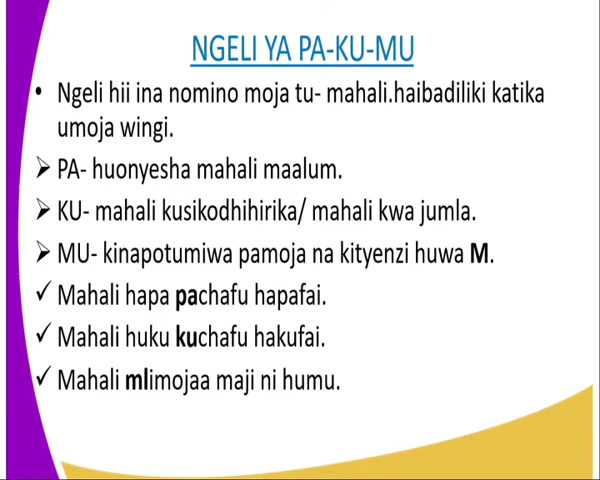 NGELI YA PA-KU-MU
• Ngeli hii ina nomino moja tu- mahali.haibadiliki katika
umoja wingi.
➢ PA- huonyesha mahali maalum.
➢ KU- mahali kusikodhihirika/ mahali kwa jumla.
➢ MU- kinapotumiwa pamoja na kityenzi huwa M.
✓ Mahali hapa pachafu hapafai.
✓ Mahali huku kuchafu hakufai.
✓ Mahali mlimojaa maji ni humu.